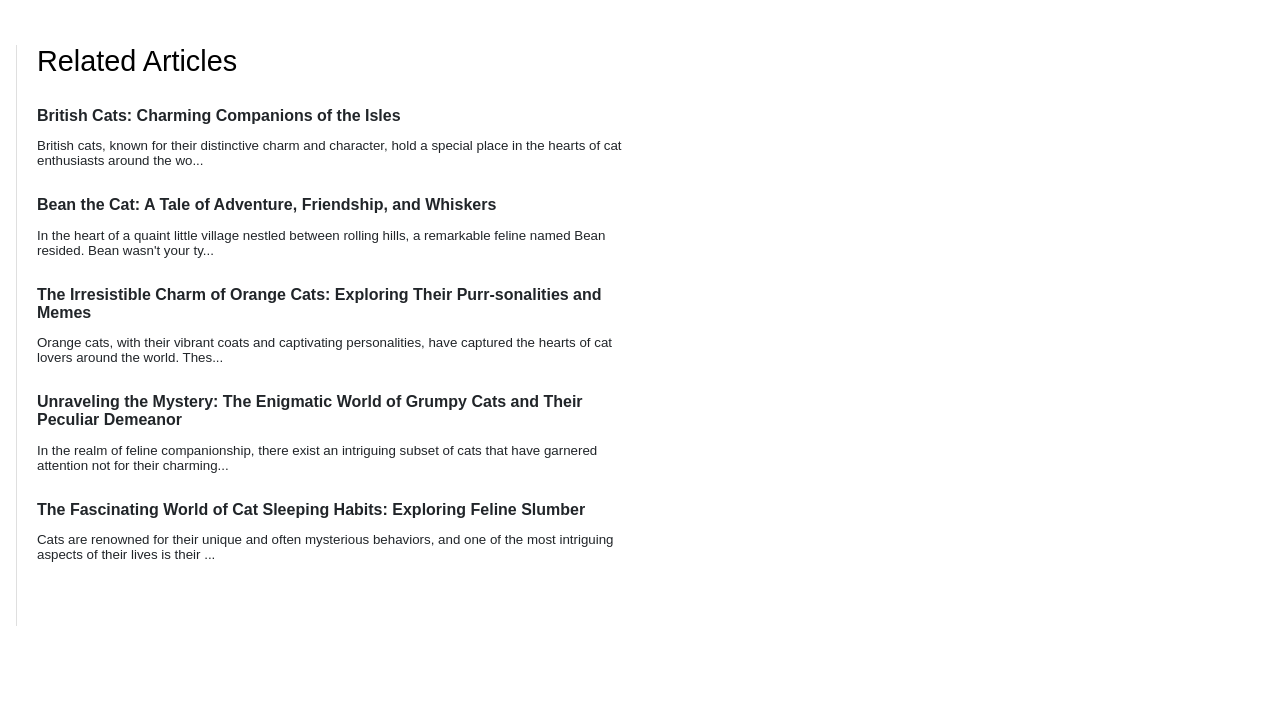 Related Articles
British Cats: Charming Companions of the Isles
British cats, known for their distinctive charm and character, hold a special place in the hearts of cat
enthusiasts around the wo...
Bean the Cat: A Tale of Adventure, Friendship, and Whiskers
In the heart of a quaint little village nestled between rolling hills, a remarkable feline named Bean
resided. Bean wasn't your ty...
The Irresistible Charm of Orange Cats: Exploring Their Purr-sonalities and
Memes
Orange cats, with their vibrant coats and captivating personalities, have captured the hearts of cat
lovers around the world. Thes...
Unraveling the Mystery: The Enigmatic World of Grumpy Cats and Their
Peculiar Demeanor
In the realm of feline companionship, there exist an intriguing subset of cats that have garnered
attention not for their charming...
The Fascinating World of Cat Sleeping Habits: Exploring Feline Slumber
Cats are renowned for their unique and often mysterious behaviors, and one of the most intriguing
aspects of their lives is their ...